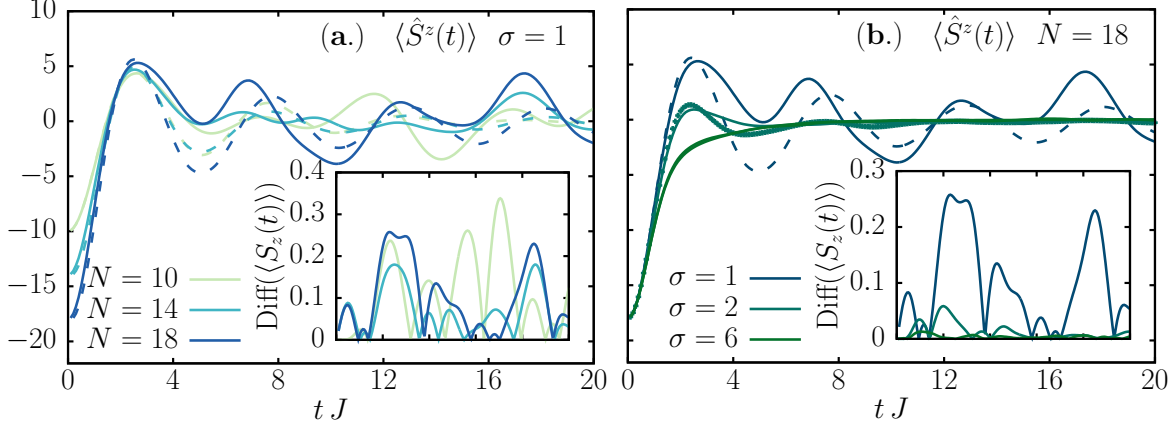 (a.) ⟨Ŝᶻ(t)⟩ σ = 1
10
5
0
−5
−10
−15
−20
0 4 8 12 16 20
t J
N = 10
N = 14
N = 18
Diff(⟨S_z(t)⟩)
0.4
0.3
0.2
0.1
0
(b.) ⟨Ŝᶻ(t)⟩ N = 18
0 4 8 12 16 20
t J
σ = 1
σ = 2
σ = 6
Diff(⟨S_z(t)⟩)
0.3
0.2
0.1
0